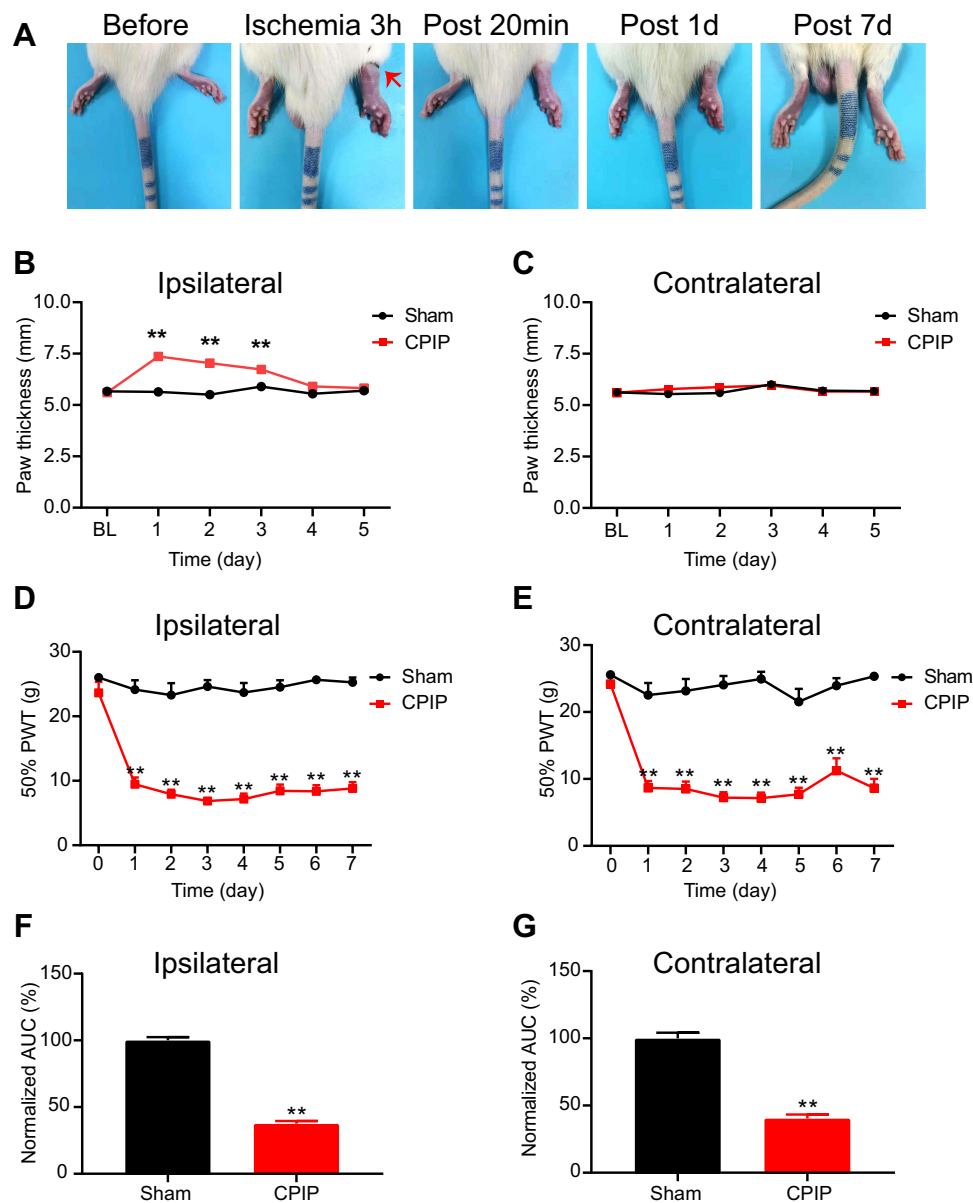 A
Before
Ischemia 3h
Post 20min
Post 1d
Post 7d
B
Ipsilateral
Paw thickness (mm)
10.0
7.5
5.0
2.5
0.0
** ** **
Sham
CPIP
BL 1 2 3 4 5
Time (day)
C
Contralateral
Paw thickness (mm)
10.0
7.5
5.0
2.5
0.0
Sham
CPIP
BL 1 2 3 4 5
Time (day)
D
Ipsilateral
50% PWT (g)
30
20
10
0
Sham
CPIP
** ** ** ** ** ** **
0 1 2 3 4 5 6 7
Time (day)
E
Contralateral
50% PWT (g)
30
20
10
0
Sham
CPIP
** ** ** ** ** ** **
0 1 2 3 4 5 6 7
Time (day)
F
Ipsilateral
Normalized AUC (%)
150
100
50
0
**
Sham CPIP
G
Contralateral
Normalized AUC (%)
150
100
50
0
**
Sham CPIP